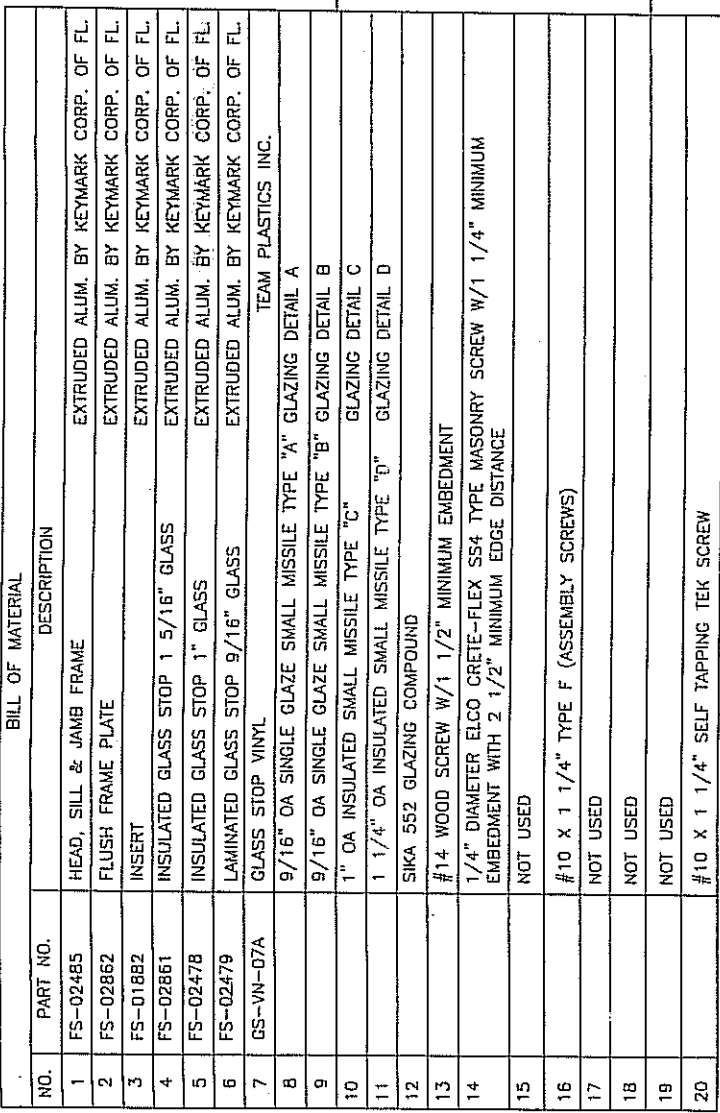 BILL OF MATERIAL
NO. PART NO. DESCRIPTION
1 FS-02485 HEAD, SILL & JAMB FRAME EXTRUDED ALUM. BY KEYMARK CORP. OF FL.
2 FS-02862 FLUSH FRAME PLATE EXTRUDED ALUM. BY KEYMARK CORP. OF FL.
3 FS-01882 INSERT EXTRUDED ALUM. BY KEYMARK CORP. OF FL.
4 FS-02861 INSULATED GLASS STOP 1 5/16" GLASS EXTRUDED ALUM. BY KEYMARK CORP. OF FL.
5 FS-02478 INSULATED GLASS STOP 1" GLASS EXTRUDED ALUM. BY KEYMARK CORP. OF FL.
6 FS-02479 LAMINATED GLASS STOP 9/16" GLASS EXTRUDED ALUM. BY KEYMARK CORP. OF FL.
7 GS-VN-07A GLASS STOP VINYL TEAM PLASTICS INC.
8 9/16" OA SINGLE GLAZE SMALL MISSILE TYPE "A" GLAZING DETAIL A
9 9/16" OA SINGLE GLAZE SMALL MISSILE TYPE "B" GLAZING DETAIL B
10 1" OA INSULATED SMALL MISSILE TYPE "C" GLAZING DETAIL C
11 1 1/4" OA INSULATED SMALL MISSILE TYPE "D" GLAZING DETAIL D
12 SIKA 552 GLAZING COMPOUND
13 #14 WOOD SCREW W/1 1/2" MINIMUM EMBEDMENT
14 1/4" DIAMETER ELCO CRETE-FLEX SS4 TYPE MASONRY SCREW W/1 1/4" MINIMUM
EMBEDMENT WITH 2 1/2" MINIMUM EDGE DISTANCE
15 NOT USED
16 #10 X 1 1/4" TYPE F (ASSEMBLY SCREWS)
17 NOT USED
18 NOT USED
19 NOT USED
20 #10 X 1 1/4" SELF TAPPING TEK SCREW